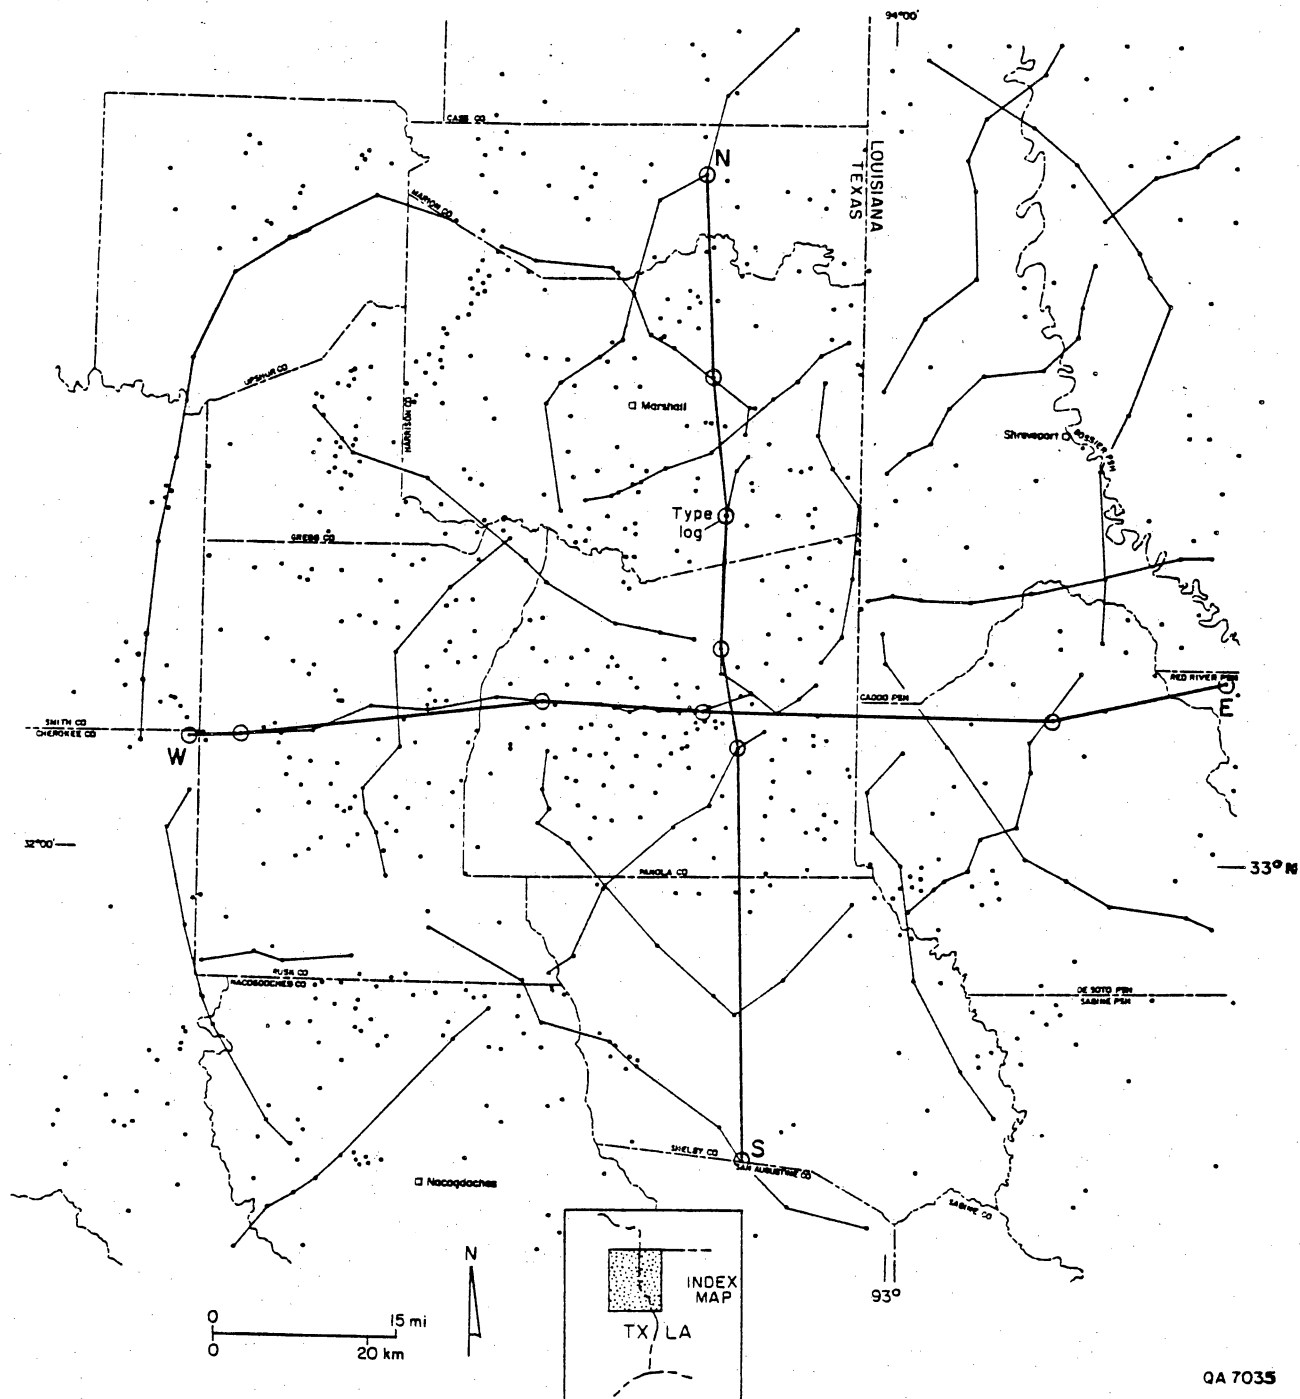 94°00'
CASS CO
N
LOUISIANA
TEXAS
MARION CO
UPSHUR CO
HARRISON CO
Marshall
Shreveport
BOSSIER PSH
Type
log
GREGG CO
RED RIVER PSH
CADDO PSH
E
SMITH CO
CHEROKEE CO
W
32°00'
33° N
PANOLA CO
RUSK CO
NACOGDOCHES CO
DE SOTO PSH
SABINE PSH
SHELBY CO
S
SAN AUGUSTINE CO
Nacogdoches
SABINE CO
N
INDEX
MAP
TX LA
93°
0 15 mi
0 20 km
QA 7035